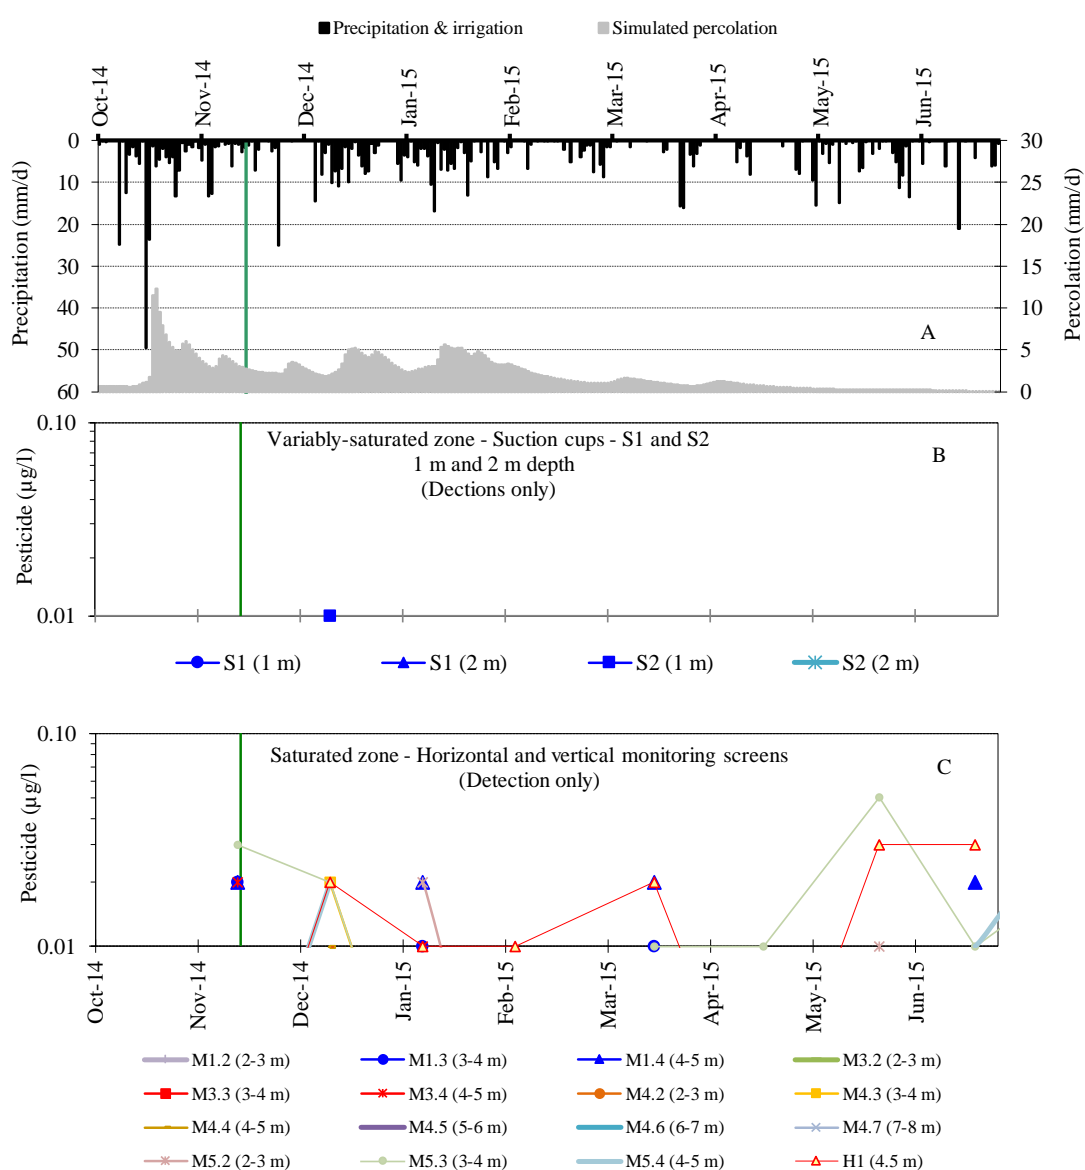 Precipitation & irrigation Simulated percolation
Oct-14 Nov-14 Dec-14 Jan-15 Feb-15 Mar-15 Apr-15 May-15 Jun-15
Precipitation (mm/d)
0
10
20
30
40
50
60
30
25
20
15
10
5
0
Percolation (mm/d)
A
Pesticide (µg/l)
0.10
0.01
Variably-saturated zone - Suction cups - S1 and S2
1 m and 2 m depth
(Dections only)
B
S1 (1 m) S1 (2 m) S2 (1 m) S2 (2 m)
Pesticide (µg/l)
0.10
0.01
Saturated zone - Horizontal and vertical monitoring screens
(Detection only)
C
Oct-14 Nov-14 Dec-14 Jan-15 Feb-15 Mar-15 Apr-15 May-15 Jun-15
M1.2 (2-3 m) M1.3 (3-4 m) M1.4 (4-5 m) M3.2 (2-3 m)
M3.3 (3-4 m) M3.4 (4-5 m) M4.2 (2-3 m) M4.3 (3-4 m)
M4.4 (4-5 m) M4.5 (5-6 m) M4.6 (6-7 m) M4.7 (7-8 m)
M5.2 (2-3 m) M5.3 (3-4 m) M5.4 (4-5 m) H1 (4.5 m)